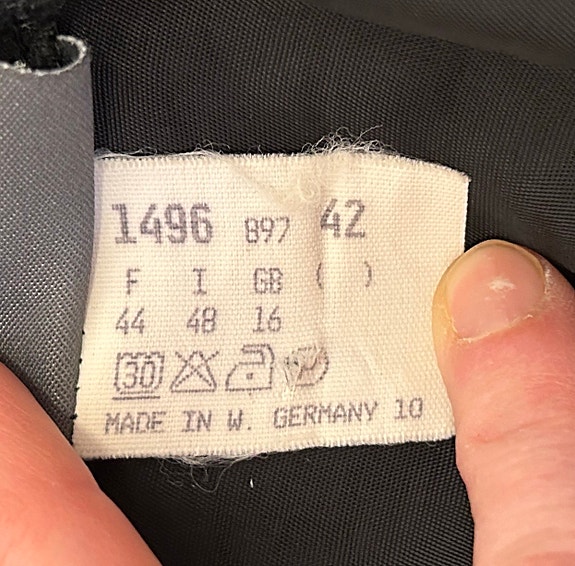 1496 897 42
F I GB ( )
44 48 16
30 P
MADE IN W. GERMANY 10